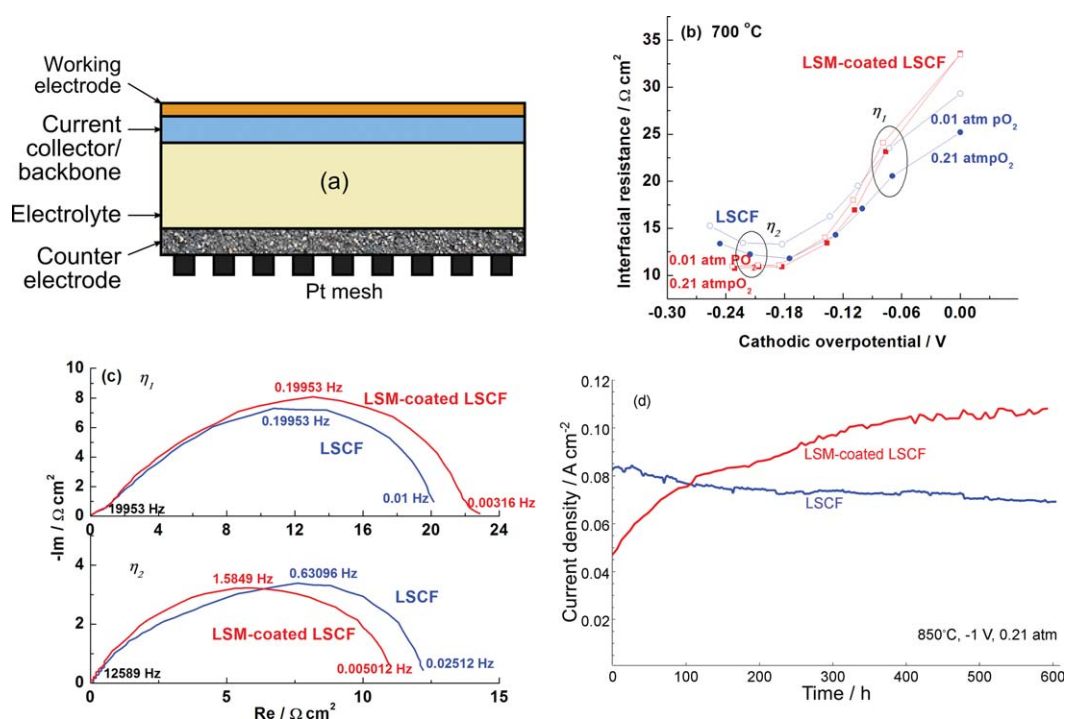 Working
electrode
Current
collector/
backbone
Electrolyte
Counter
electrode
(a)
Pt mesh
(b) 700 °C
LSM-coated LSCF
η1
0.01 atm pO2
0.21 atmpO2
LSCF
η2
0.01 atm PO2
0.21 atmpO2
Interfacial resistance / Ω cm2
40
35
30
25
20
15
10
-0.30 -0.24 -0.18 -0.12 -0.06 0.00
Cathodic overpotential / V
(c)
η1
0.19953 Hz
LSM-coated LSCF
0.19953 Hz
LSCF
0.01 Hz
0.00316 Hz
19953 Hz
10
8
6
4
2
0
0 4 8 12 16 20 24
-Im / Ω cm2
η2
1.5849 Hz
0.63096 Hz
LSCF
LSM-coated LSCF
12589 Hz
0.005012 Hz
0.02512 Hz
4
2
0
0 5 10 15
Re / Ω cm2
(d)
0.12
0.10
0.08
0.06
0.04
0.02
Current density / A cm-2
LSM-coated LSCF
LSCF
850°C, -1 V, 0.21 atm
0 100 200 300 400 500 600
Time / h